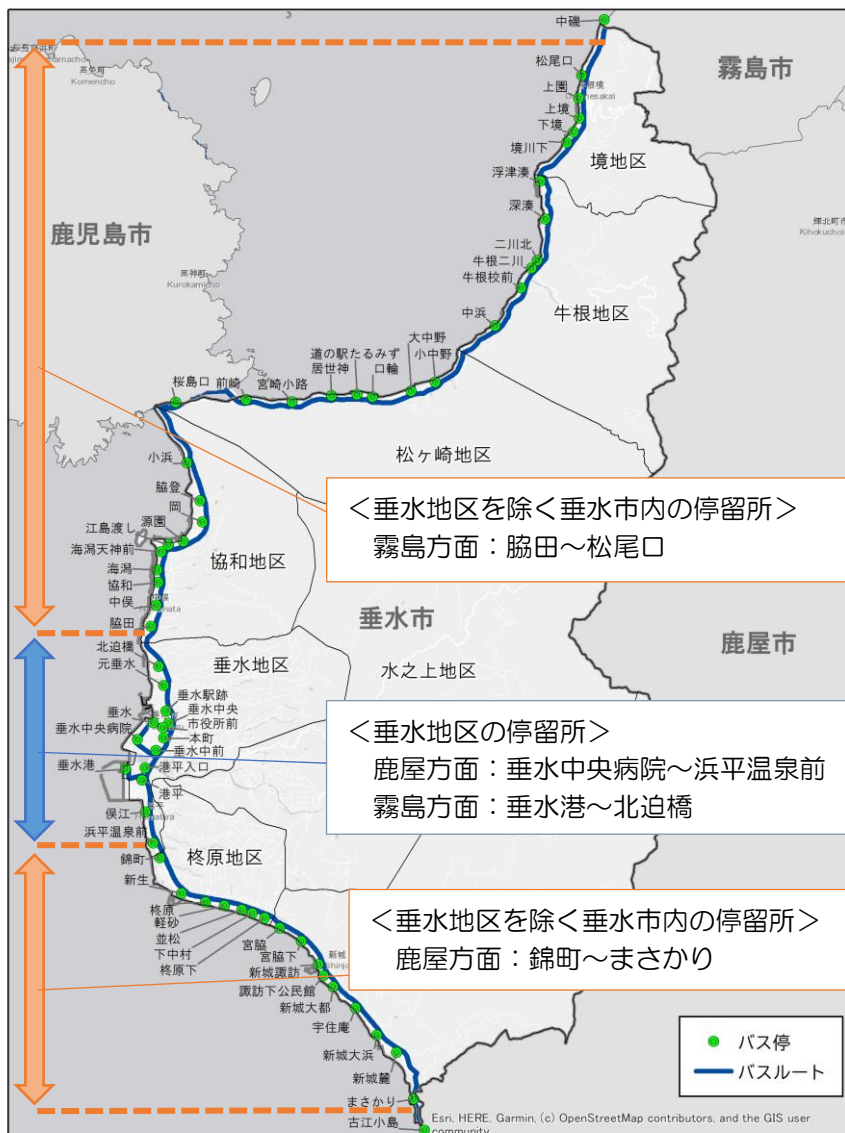 中磯
松尾口
上園
上境
下境
境川下
浮津湊
深湊
二川北
牛根二川
牛根校前
中浜
大中野
小中野
道の駅たるみず
居世神
口輪
宮崎小路
前崎
桜島口
小浜
脇登
岡
源園
江島渡し
海潟天神前
海潟
協和
中俣
脇田
北迫橋
元垂水
垂水駅跡
垂水中央
垂水
市役所前
垂水中央病院
本町
垂水中前
垂水港
港平入口
港平
俣江
浜平温泉前
錦町
新生
柊原
軽砂
並松
下中村
柊原下
宮脇
宮脇下
新城諏訪
諏訪下公民館
新城大都
宇住庵
新城大浜
新城麓
まさかり
古江小島
霧島市
鹿児島市
垂水市
鹿屋市
境地区
牛根地区
松ヶ崎地区
協和地区
垂水地区
水之上地区
柊原地区
高免町
Komencho
黒神町
Kurokamicho
輝北町市
Kihokuchoi
＜垂水地区を除く垂水市内の停留所＞
霧島方面：脇田～松尾口
＜垂水地区の停留所＞
鹿屋方面：垂水中央病院～浜平温泉前
霧島方面：垂水港～北迫橋
＜垂水地区を除く垂水市内の停留所＞
鹿屋方面：錦町～まさかり
バス停
バスルート
Esri, HERE, Garmin, (c) OpenStreetMap contributors, and the GIS user
community